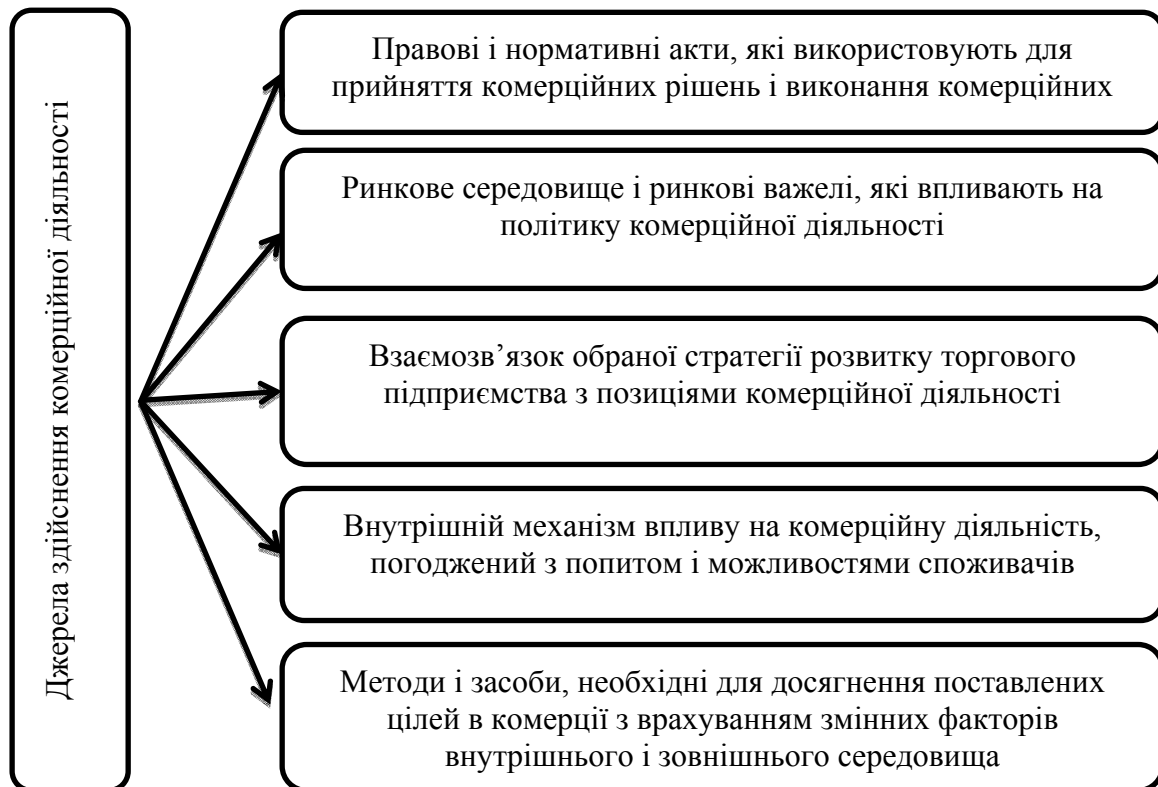 Джерела здійснення комерційної діяльності
Правові і нормативні акти, які використовують для
прийняття комерційних рішень і виконання комерційних
Ринкове середовище і ринкові важелі, які впливають на
політику комерційної діяльності
Взаємозв’язок обраної стратегії розвитку торгового
підприємства з позиціями комерційної діяльності
Внутрішній механізм впливу на комерційну діяльність,
погоджений з попитом і можливостями споживачів
Методи і засоби, необхідні для досягнення поставлених
цілей в комерції з врахуванням змінних факторів
внутрішнього і зовнішнього середовища